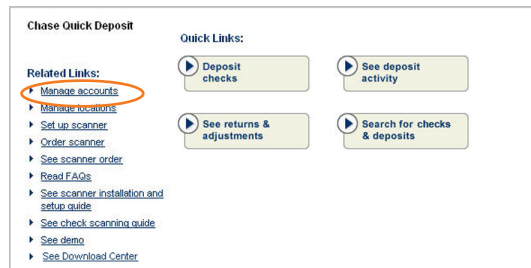 Chase Quick Deposit
Quick Links:
Deposit
checks
See deposit
activity
See returns &
adjustments
Search for checks
& deposits
Related Links:
Manage accounts
Manage locations
Set up scanner
Order scanner
See scanner order
Read FAQs
See scanner installation and
setup guide
See check scanning guide
See demo
See Download Center